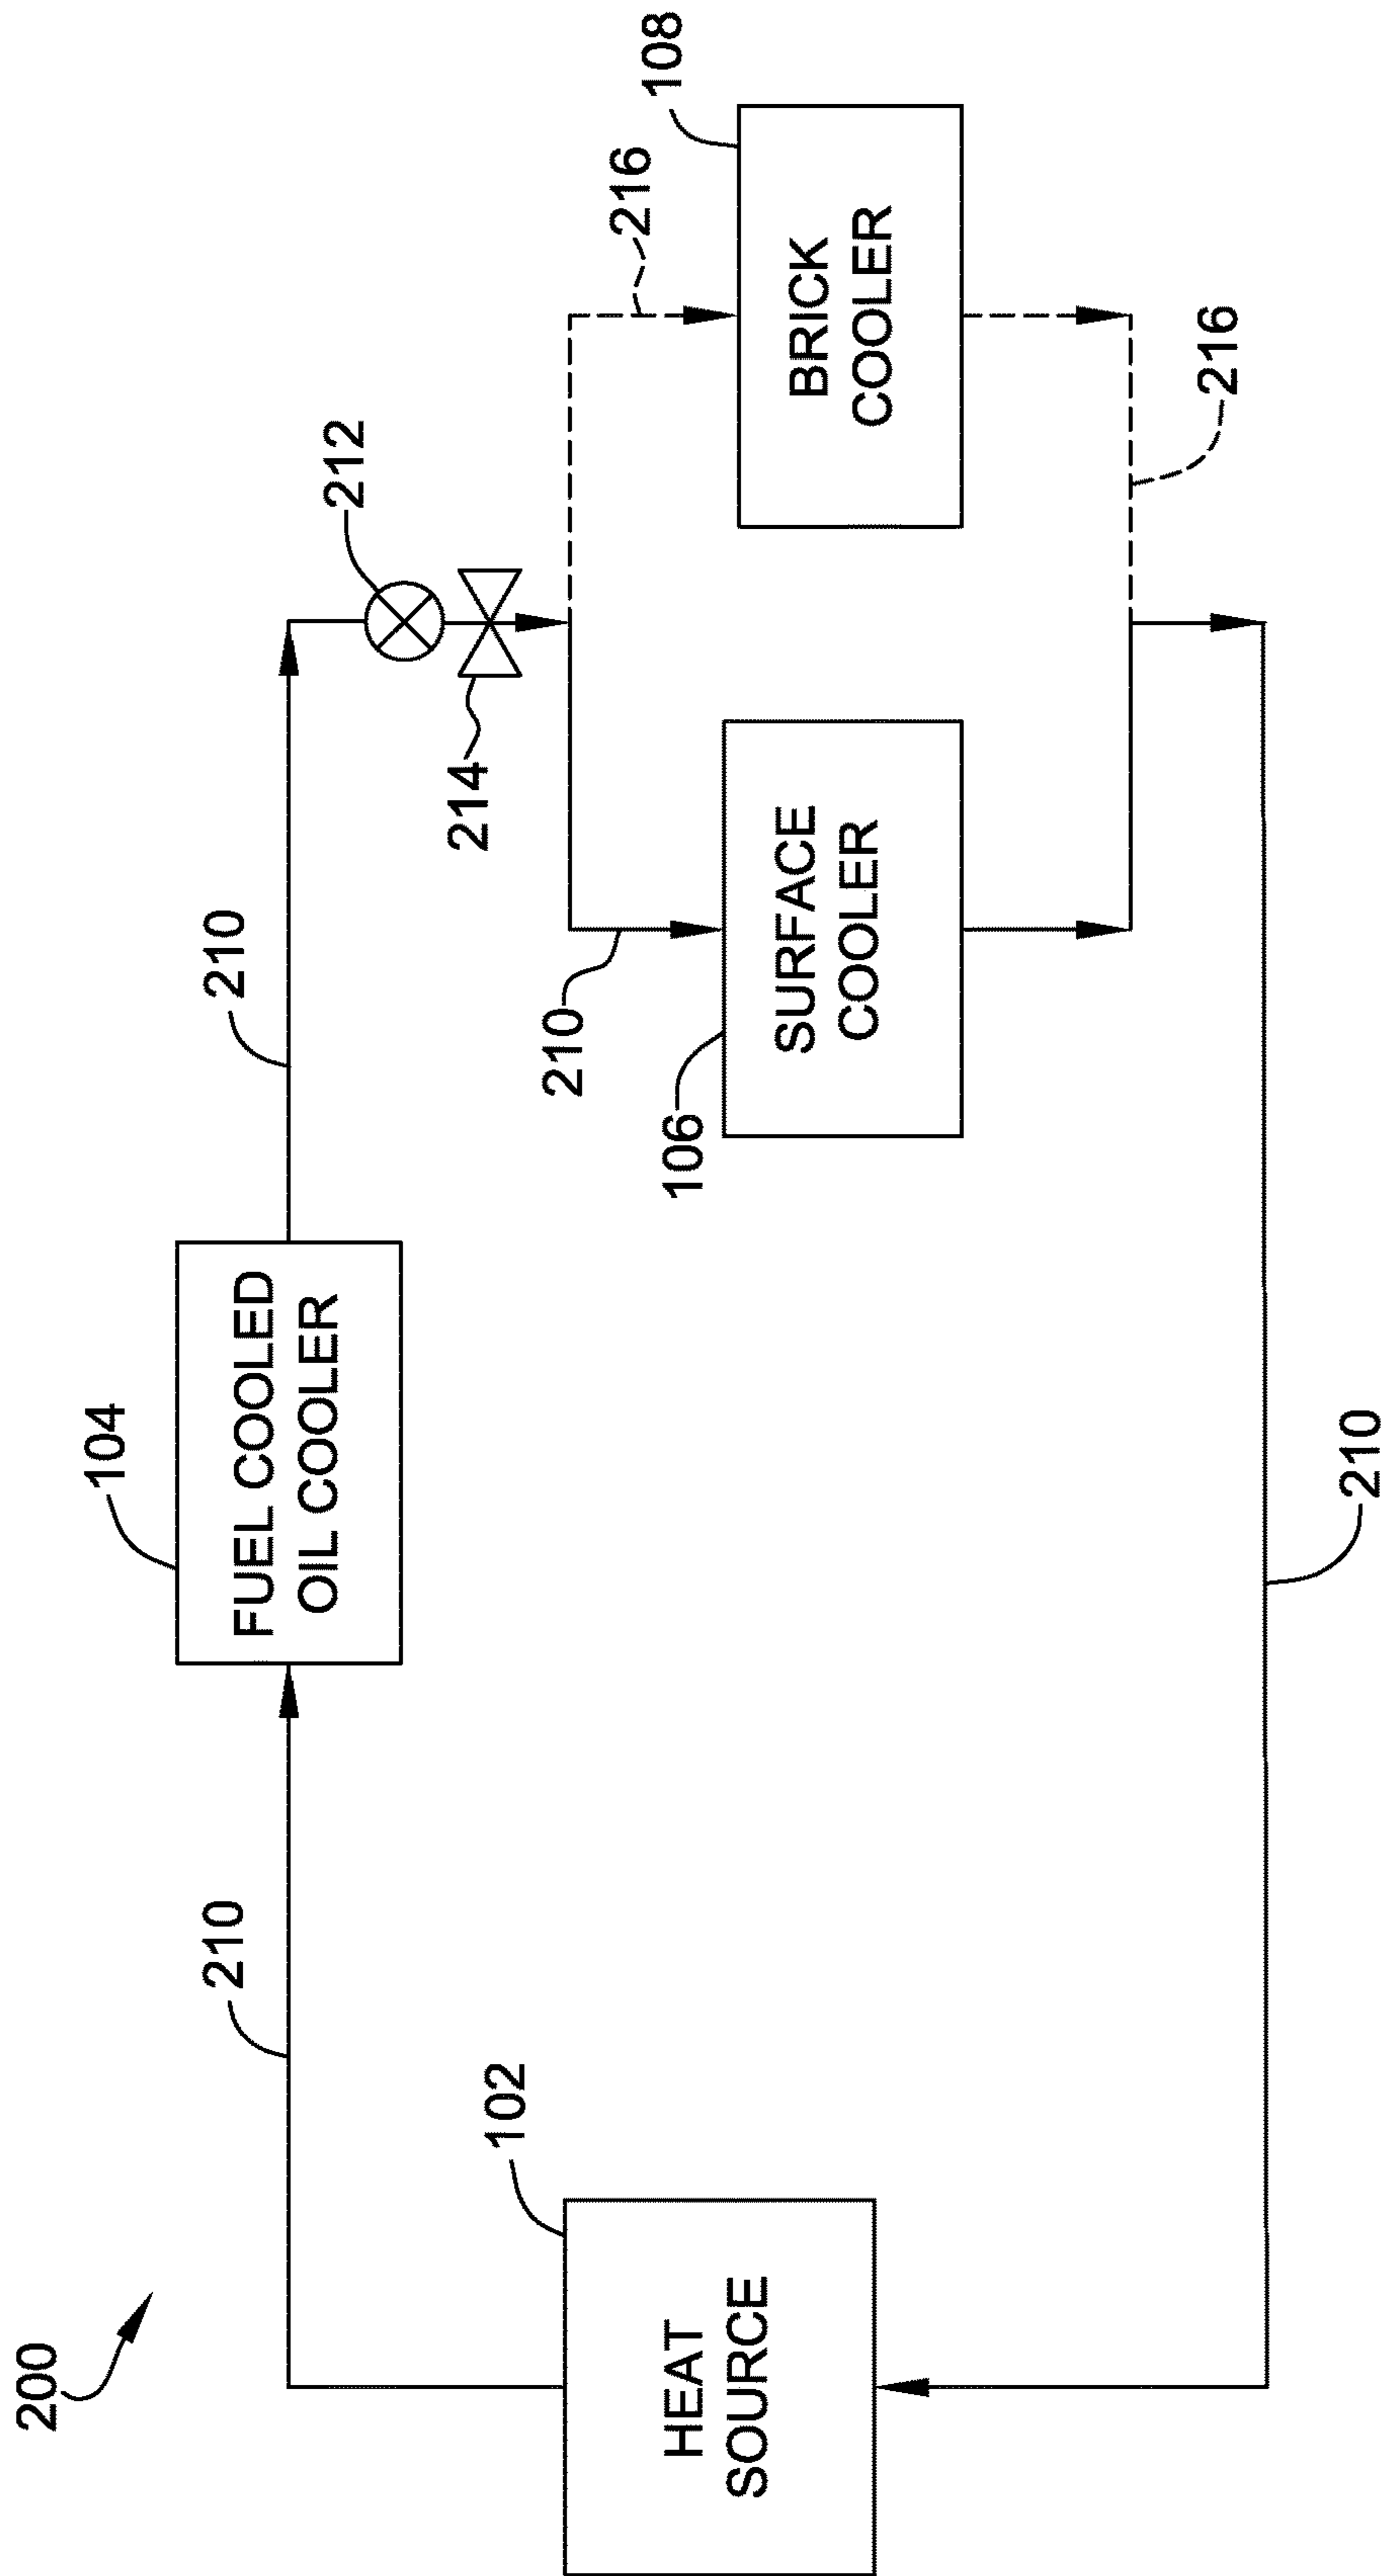 200
210
104
FUEL COOLED
OIL COOLER
210
212
214
216
108
BRICK
COOLER
210
106
SURFACE
COOLER
216
102
HEAT
SOURCE
210